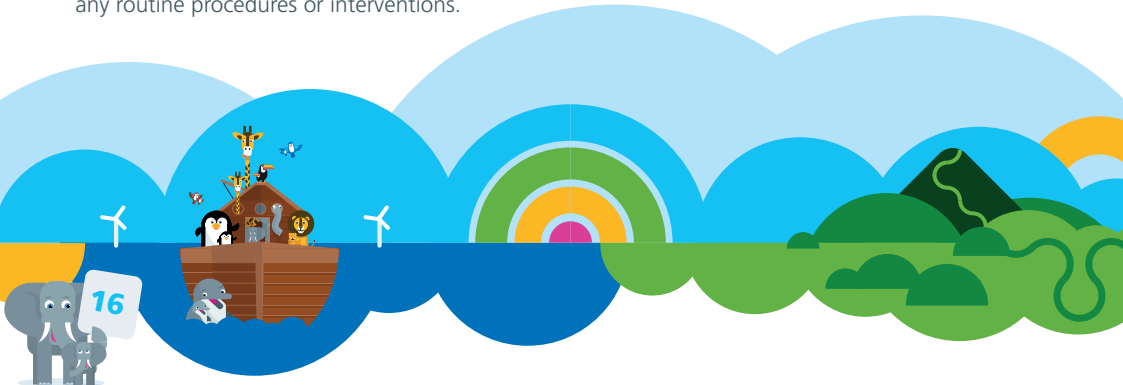 any routine procedures or interventions.
16